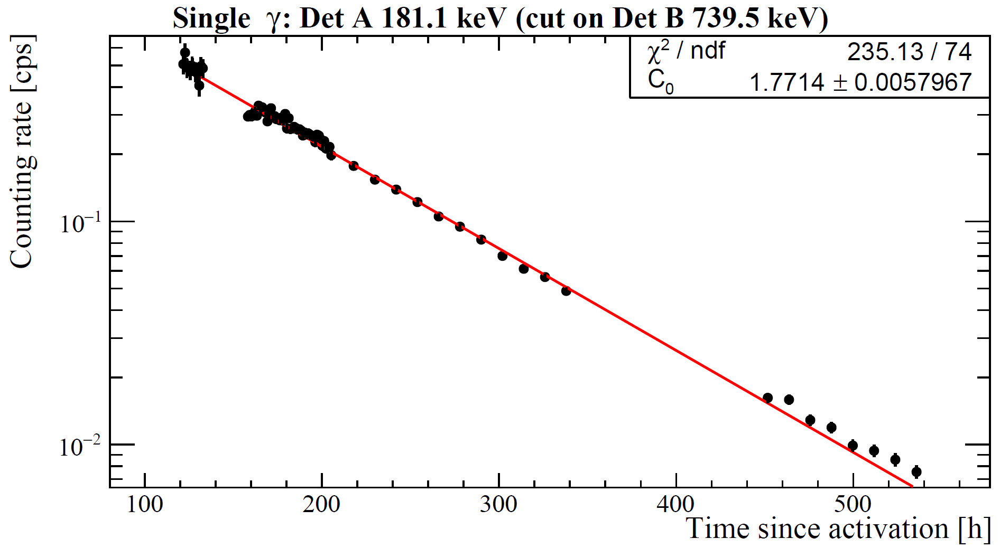 Single γ: Det A 181.1 keV (cut on Det B 739.5 keV)
χ² / ndf 235.13 / 74
C₀ 1.7714 ± 0.0057967
Counting rate [cps]
10⁻¹
10⁻²
100 200 300 400 500
Time since activation [h]